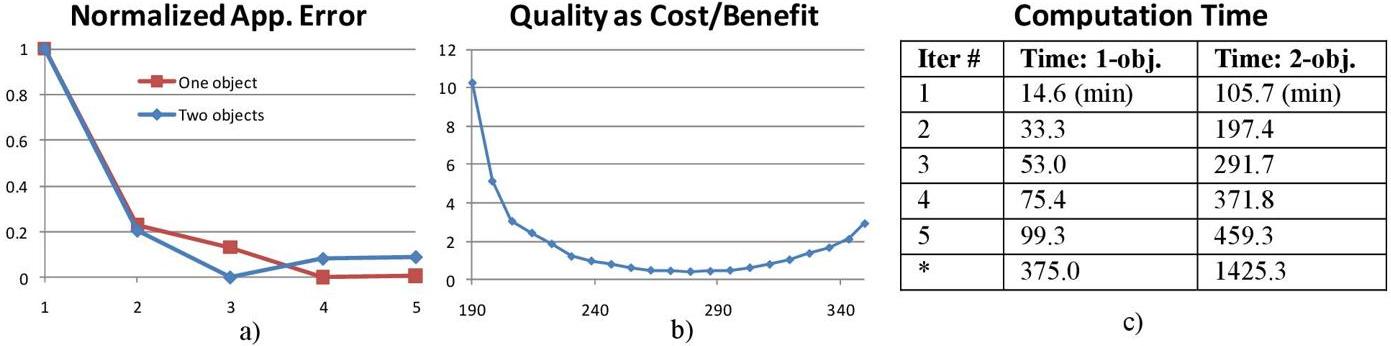 Normalized App. Error
1
0.8
0.6
0.4
0.2
0
One object
Two objects
1 2 3 4 5
a)
Quality as Cost/Benefit
12
10
8
6
4
2
0
190 240 290 340
b)
Computation Time
Iter # Time: 1-obj. Time: 2-obj.
1 14.6 (min) 105.7 (min)
2 33.3 197.4
3 53.0 291.7
4 75.4 371.8
5 99.3 459.3
* 375.0 1425.3
c)